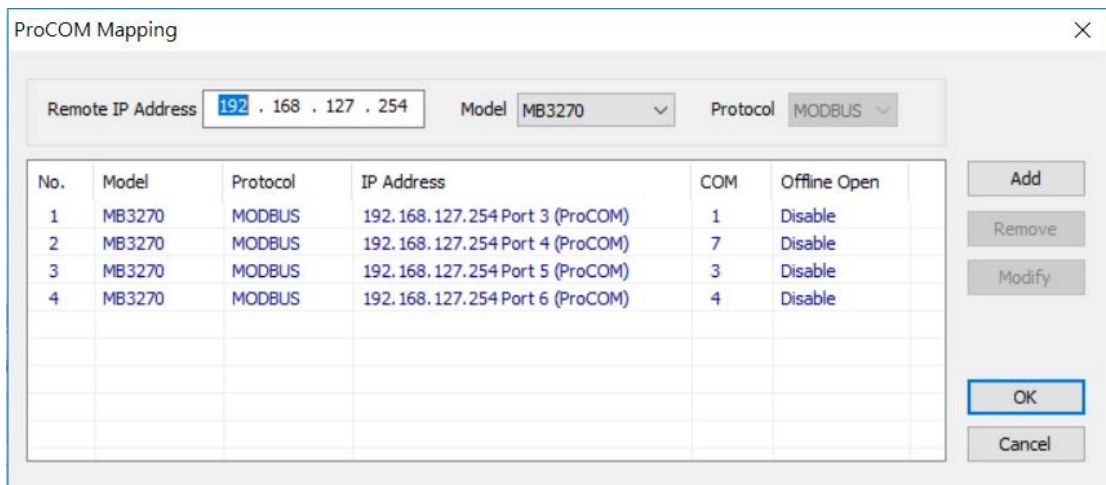 ProCOM Mapping
Remote IP Address 192 . 168 . 127 . 254 Model MB3270 Protocol MODBUS
No. Model Protocol IP Address COM Offline Open
1 MB3270 MODBUS 192.168.127.254 Port 3 (ProCOM) 1 Disable
2 MB3270 MODBUS 192.168.127.254 Port 4 (ProCOM) 7 Disable
3 MB3270 MODBUS 192.168.127.254 Port 5 (ProCOM) 3 Disable
4 MB3270 MODBUS 192.168.127.254 Port 6 (ProCOM) 4 Disable
Add
Remove
Modify
OK
Cancel